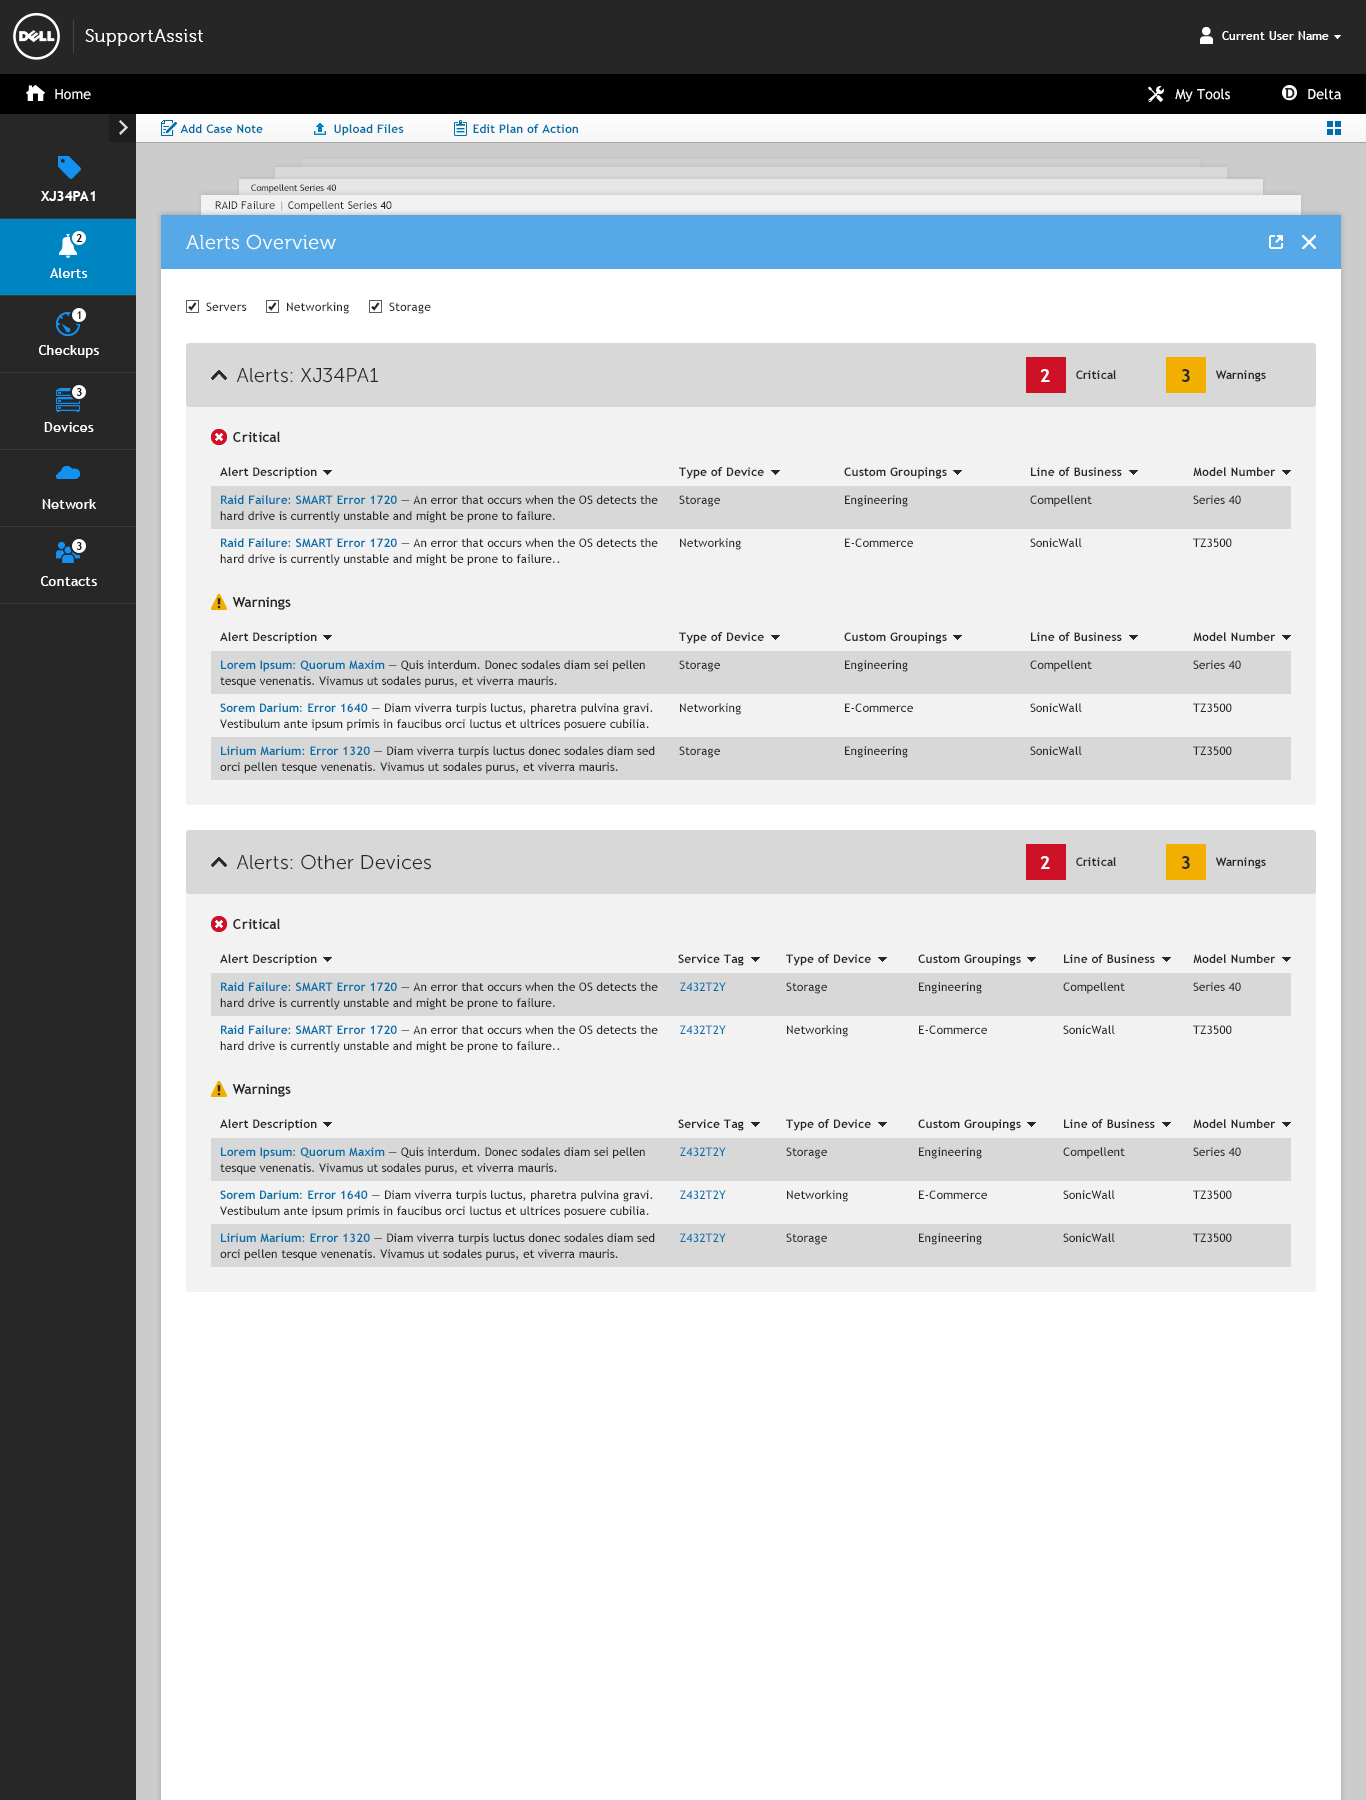 DELL SupportAssist Current User Name
Home My Tools D Delta
Add Case Note Upload Files Edit Plan of Action
XJ34PA1
2
Alerts
1
Checkups
3
Devices
Network
3
Contacts
Compellent Series 40
RAID Failure | Compellent Series 40
Alerts Overview
Servers Networking Storage
Alerts: XJ34PA1 2 Critical 3 Warnings
Critical
Alert Description Type of Device Custom Groupings Line of Business Model Number
Raid Failure: SMART Error 1720 — An error that occurs when the OS detects the Storage Engineering Compellent Series 40
hard drive is currently unstable and might be prone to failure.
Raid Failure: SMART Error 1720 — An error that occurs when the OS detects the Networking E-Commerce SonicWall TZ3500
hard drive is currently unstable and might be prone to failure..
Warnings
Alert Description Type of Device Custom Groupings Line of Business Model Number
Lorem Ipsum: Quorum Maxim — Quis interdum. Donec sodales diam sei pellen Storage Engineering Compellent Series 40
tesque venenatis. Vivamus ut sodales purus, et viverra mauris.
Sorem Darium: Error 1640 — Diam viverra turpis luctus, pharetra pulvina gravi. Networking E-Commerce SonicWall TZ3500
Vestibulum ante ipsum primis in faucibus orci luctus et ultrices posuere cubilia.
Lirium Marium: Error 1320 — Diam viverra turpis luctus donec sodales diam sed Storage Engineering SonicWall TZ3500
orci pellen tesque venenatis. Vivamus ut sodales purus, et viverra mauris.
Alerts: Other Devices 2 Critical 3 Warnings
Critical
Alert Description Service Tag Type of Device Custom Groupings Line of Business Model Number
Raid Failure: SMART Error 1720 — An error that occurs when the OS detects the Z432T2Y Storage Engineering Compellent Series 40
hard drive is currently unstable and might be prone to failure.
Raid Failure: SMART Error 1720 — An error that occurs when the OS detects the Z432T2Y Networking E-Commerce SonicWall TZ3500
hard drive is currently unstable and might be prone to failure..
Warnings
Alert Description Service Tag Type of Device Custom Groupings Line of Business Model Number
Lorem Ipsum: Quorum Maxim — Quis interdum. Donec sodales diam sei pellen Z432T2Y Storage Engineering Compellent Series 40
tesque venenatis. Vivamus ut sodales purus, et viverra mauris.
Sorem Darium: Error 1640 — Diam viverra turpis luctus, pharetra pulvina gravi. Z432T2Y Networking E-Commerce SonicWall TZ3500
Vestibulum ante ipsum primis in faucibus orci luctus et ultrices posuere cubilia.
Lirium Marium: Error 1320 — Diam viverra turpis luctus donec sodales diam sed Z432T2Y Storage Engineering SonicWall TZ3500
orci pellen tesque venenatis. Vivamus ut sodales purus, et viverra mauris.